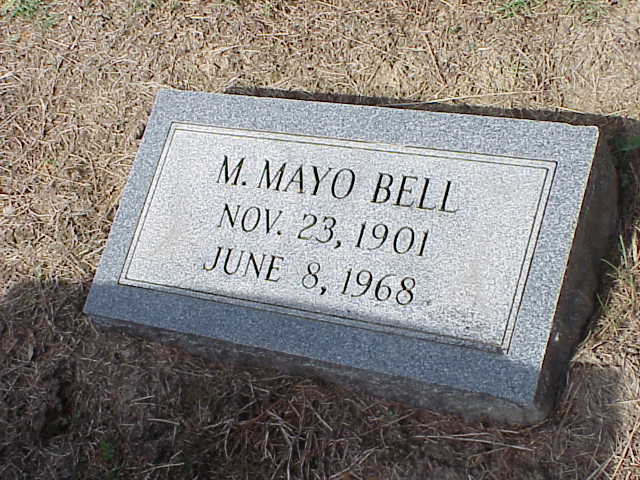 M. MAYO BELL
NOV. 23, 1901
JUNE 8, 1968